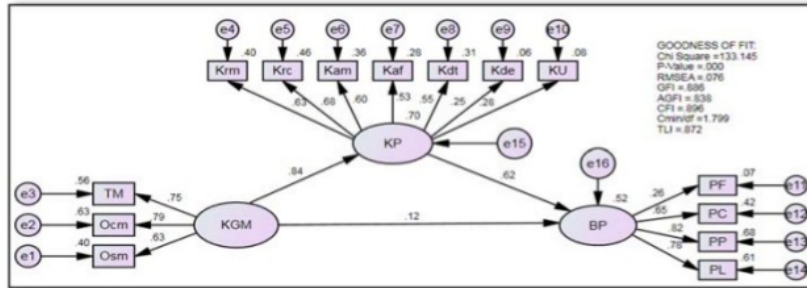 e4 e5 e6 e7 e8 e9 e10
.40 .46 .36 .28 .31 .06 .08
Krm Krc Kam Kaf Kdt Kde KU
.63 .68 .60 .53 .55 .25 .28
GOODNESS OF FIT:
Chi Square =133.145
P-Value =.000
RMSEA =.076
GFI =.886
AGFI =.838
CFI =.896
Cmin/df =1.799
TLI =.872
.70
KP
e15
e16
.84
.62
.56
e3 TM
.75
.63
e2 Ocm
.79
.40
e1 Osm
.63
KGM
.12
.52
BP
.07
.26 PF e11
.42
.65 PC e12
.68
.82 PP e13
.61
.78 PL e14